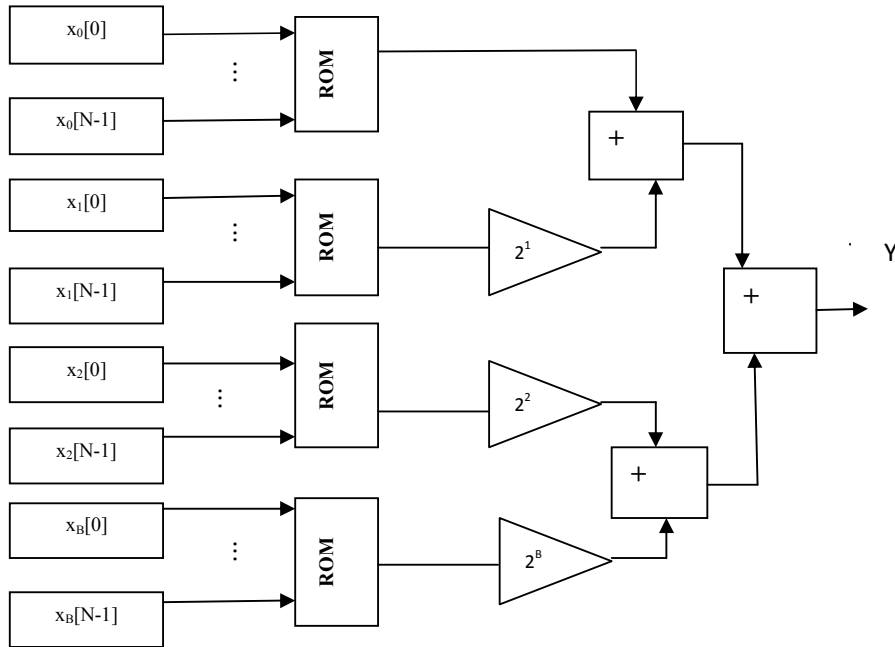 x₀[0]
⋮
x₀[N-1]
ROM
+
x₁[0]
⋮
x₁[N-1]
ROM
2¹
+
Y
x₂[0]
⋮
x₂[N-1]
ROM
2²
+
x_B[0]
⋮
x_B[N-1]
ROM
2ᴮ